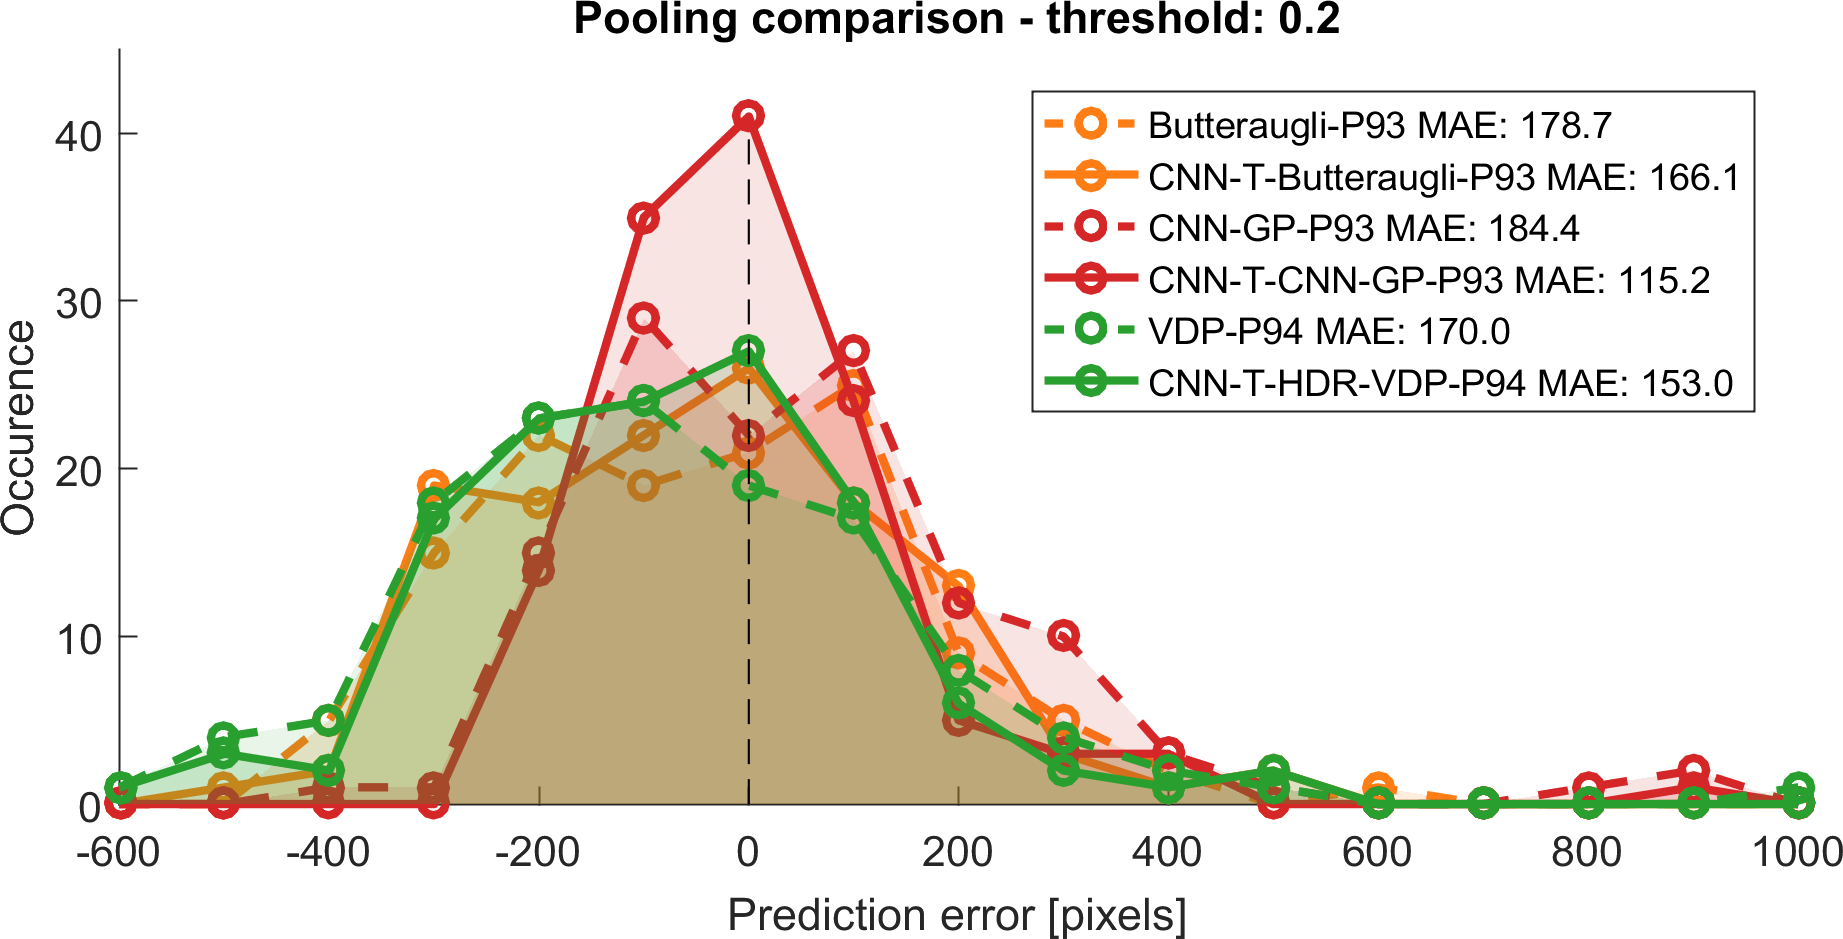 Pooling comparison - threshold: 0.2
Butteraugli-P93 MAE: 178.7
CNN-T-Butteraugli-P93 MAE: 166.1
CNN-GP-P93 MAE: 184.4
CNN-T-CNN-GP-P93 MAE: 115.2
VDP-P94 MAE: 170.0
CNN-T-HDR-VDP-P94 MAE: 153.0
Occurence
40
30
20
10
0
-600 -400 -200 0 200 400 600 800 1000
Prediction error [pixels]